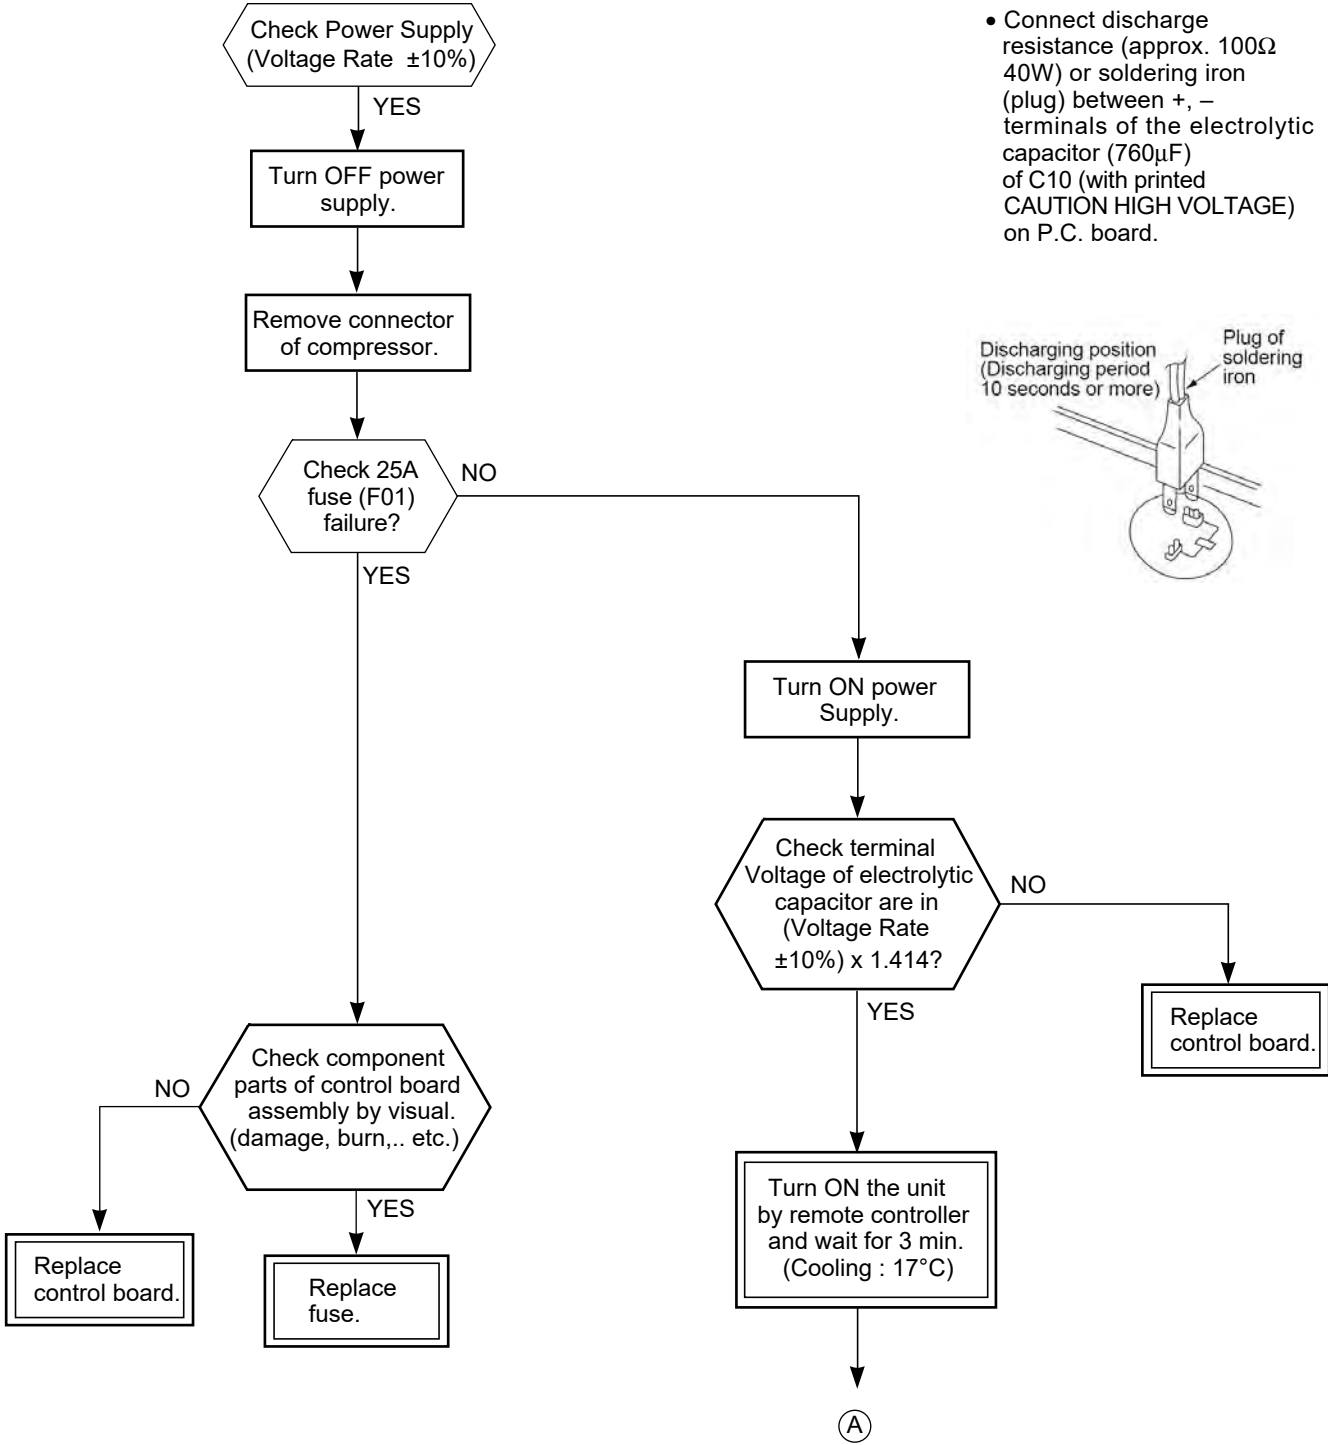 Check Power Supply
(Voltage Rate ±10%)
YES
Turn OFF power
supply.
Remove connector
of compressor.
Check 25A
fuse (F01)
failure?
NO
YES
• Connect discharge
resistance (approx. 100Ω
40W) or soldering iron
(plug) between +, –
terminals of the electrolytic
capacitor (760μF)
of C10 (with printed
CAUTION HIGH VOLTAGE)
on P.C. board.
Discharging position
(Discharging period
10 seconds or more)
Plug of
soldering
iron
Turn ON power
Supply.
Check terminal
Voltage of electrolytic
capacitor are in
(Voltage Rate
±10%) x 1.414?
NO
YES
Replace
control board.
Check component
parts of control board
assembly by visual.
(damage, burn,.. etc.)
NO
YES
Replace
control board.
Replace
fuse.
Turn ON the unit
by remote controller
and wait for 3 min.
(Cooling : 17°C)
A